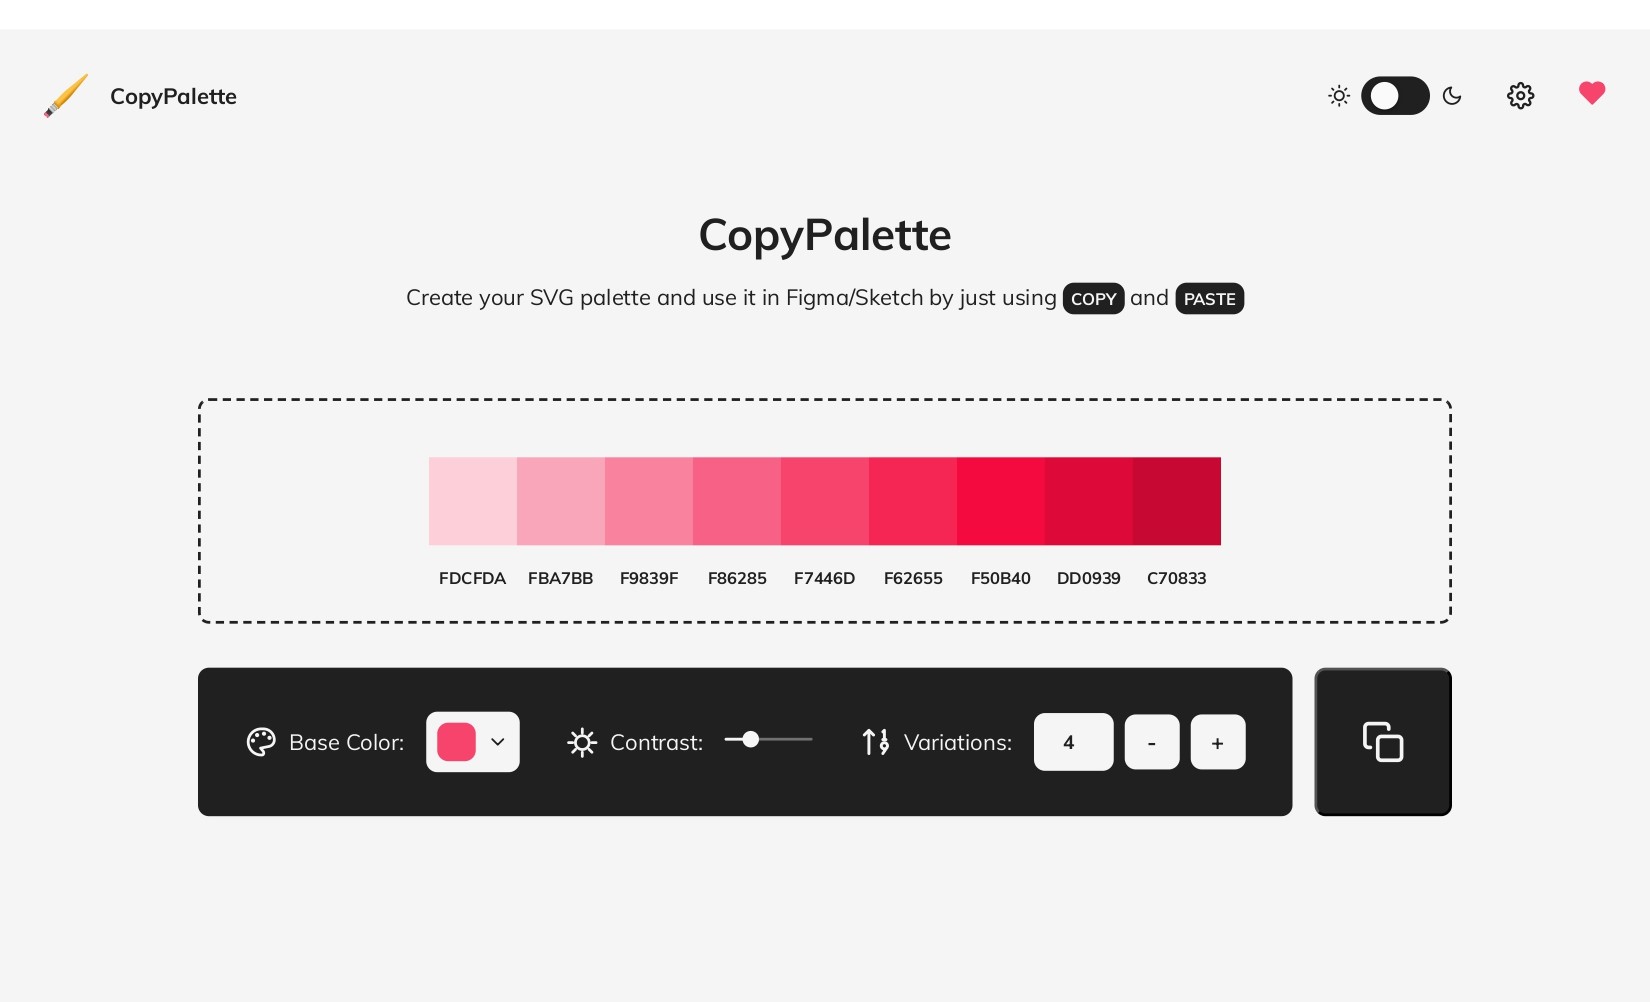 CopyPalette
CopyPalette
Create your SVG palette and use it in Figma/Sketch by just using COPY and PASTE
FDCFDA FBA7BB F9839F F86285 F7446D F62655 F50B40 DD0939 C70833
Base Color: Contrast: Variations: 4 - +